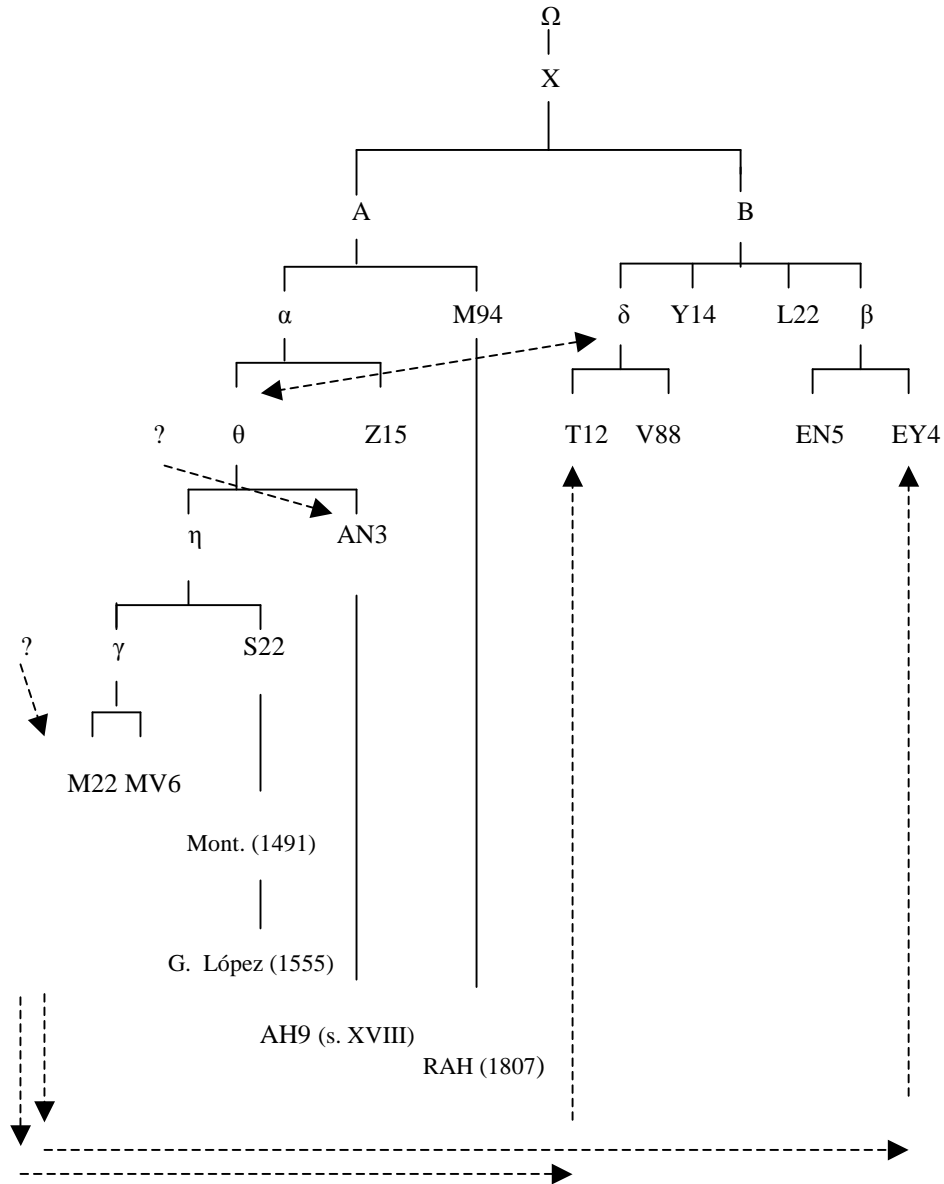 Ω
X
A B
α M94 δ Y14 L22 β
? θ Z15 T12 V88 EN5 EY4
η AN3
? γ S22
M22 MV6
Mont. (1491)
G. López (1555)
AH9 (s. XVIII)
RAH (1807)